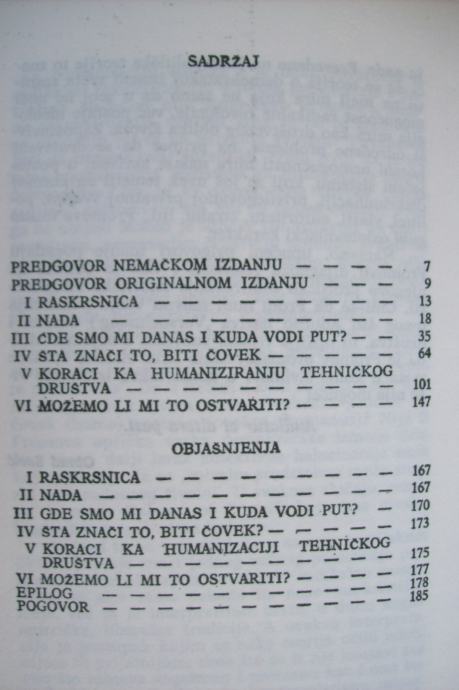 SADRŽAJ
PREDGOVOR NEMAČKOM IZDANJU — — — — 7
PREDGOVOR ORIGINALNOM IZDANJU — — — 9
I RASKRSNICA — — — — — — — — — — 13
II NADA — — — — — — — — — — — 18
III ČDE SMO MI DANAS I KUDA VODI PUT? — — 35
IV ŠTA ZNAČI TO, BITI ČOVEK — — — — — 64
V KORACI KA HUMANIZIRANJU TEHNIČKOG
DRUŠTVA — — — — — — — — — — — 101
VI MOŽEMO LI MI TO OSTVARITI? — — — — 147
OBJAŠNJENJA
I RASKRSNICA — — — — — — — — — — 167
II NADA — — — — — — — — — — — 167
III GDE SMO MI DANAS I KUDA VODI PUT? — 170
IV ŠTA ZNAČI TO, BITI ČOVEK? — — — — — 173
V KORACI KA HUMANIZACIJI TEHNIČKOG
DRUŠTVA — — — — — — — — — — — 175
VI MOŽEMO LI MI TO OSTVARITI? — — — — 177
EPILOG — — — — — — — — — — — 178
POGOVOR — — — — — — — — — — — 185